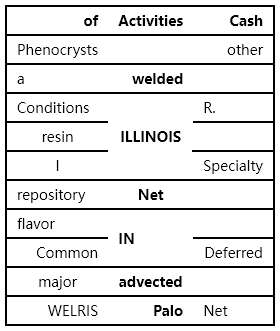 of Activities Cash
Phenocrysts other
a welded
Conditions R.
resin ILLINOIS
I Specialty
repository Net
flavor
IN
Common Deferred
major advected
WELRIS Palo Net